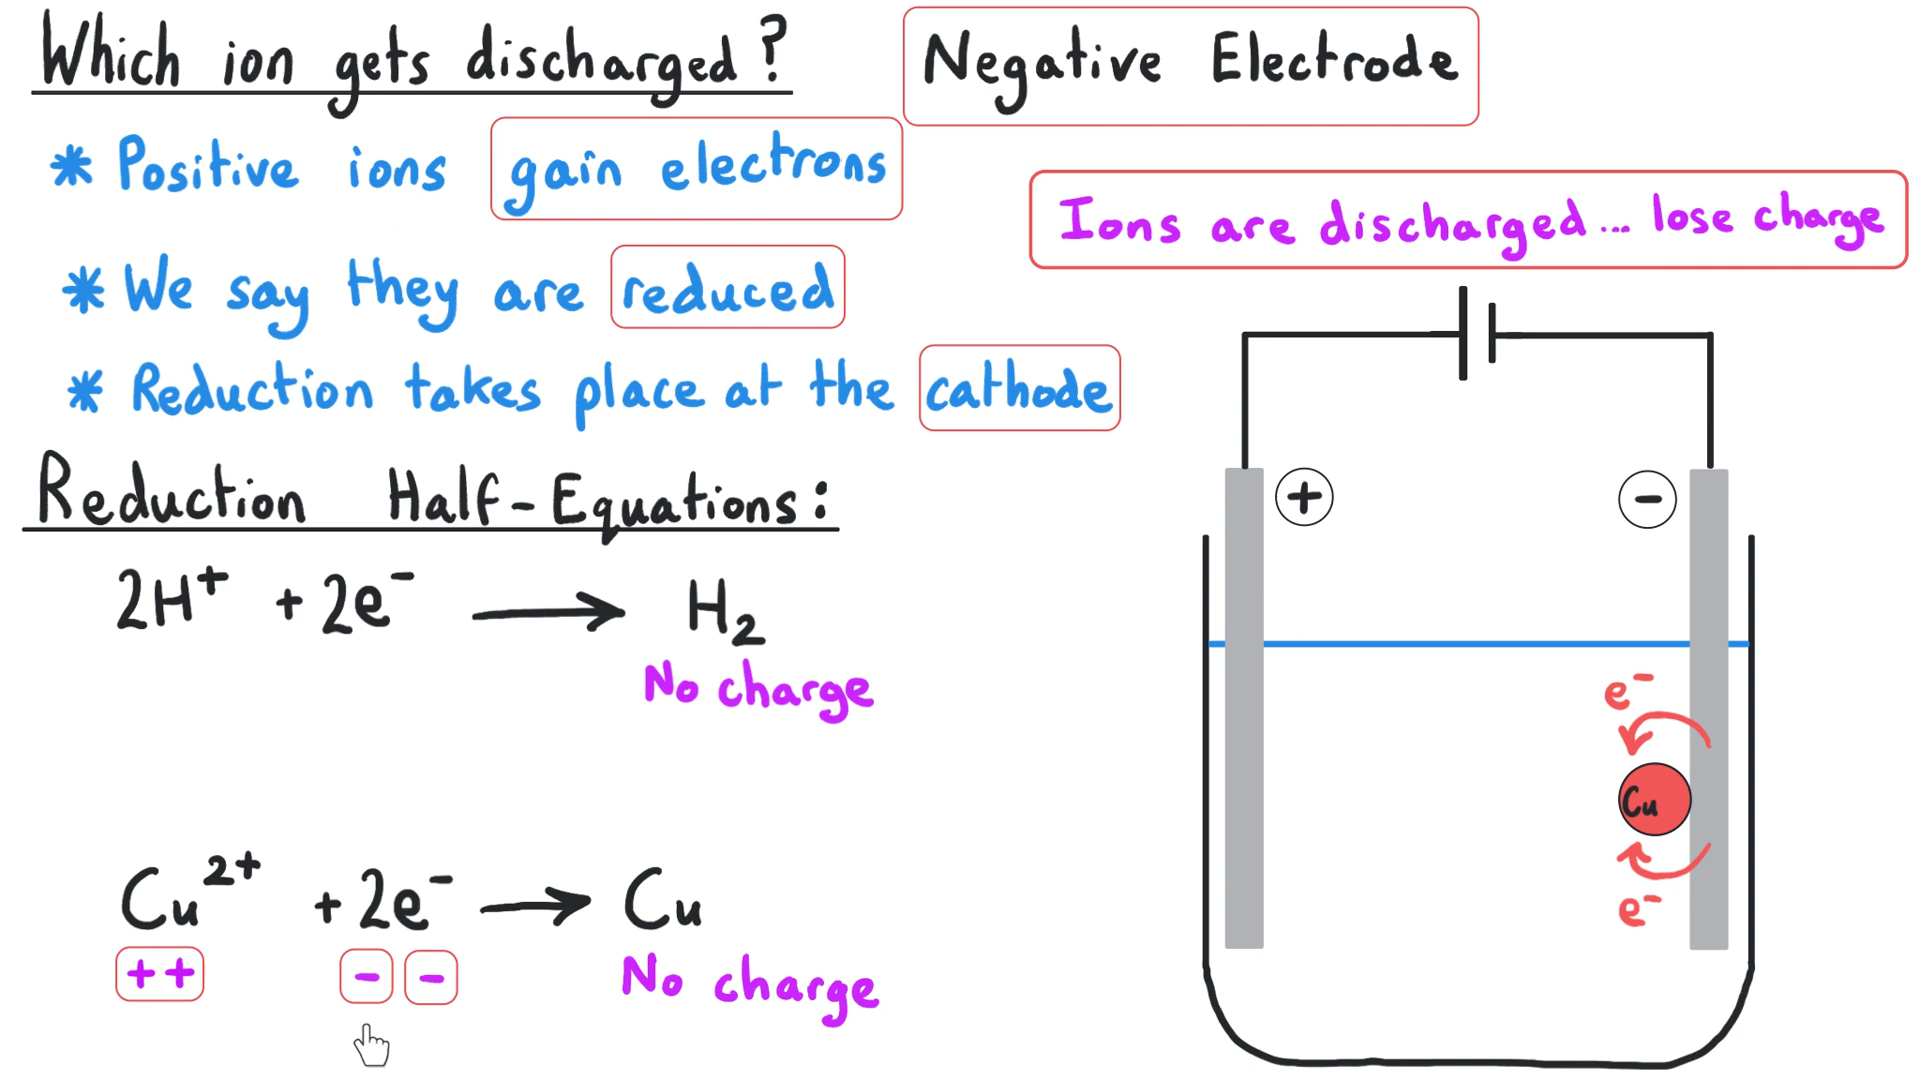 Which ion gets discharged?
Negative Electrode
* Positive ions gain electrons
Ions are discharged... lose charge
* We say they are reduced
* Reduction takes place at the cathode
Reduction Half-Equations:
2H⁺ + 2e⁻ → H₂
No charge
Cu²⁺ + 2e⁻ → Cu
++ - - No charge
+ -
e⁻
Cu
e⁻